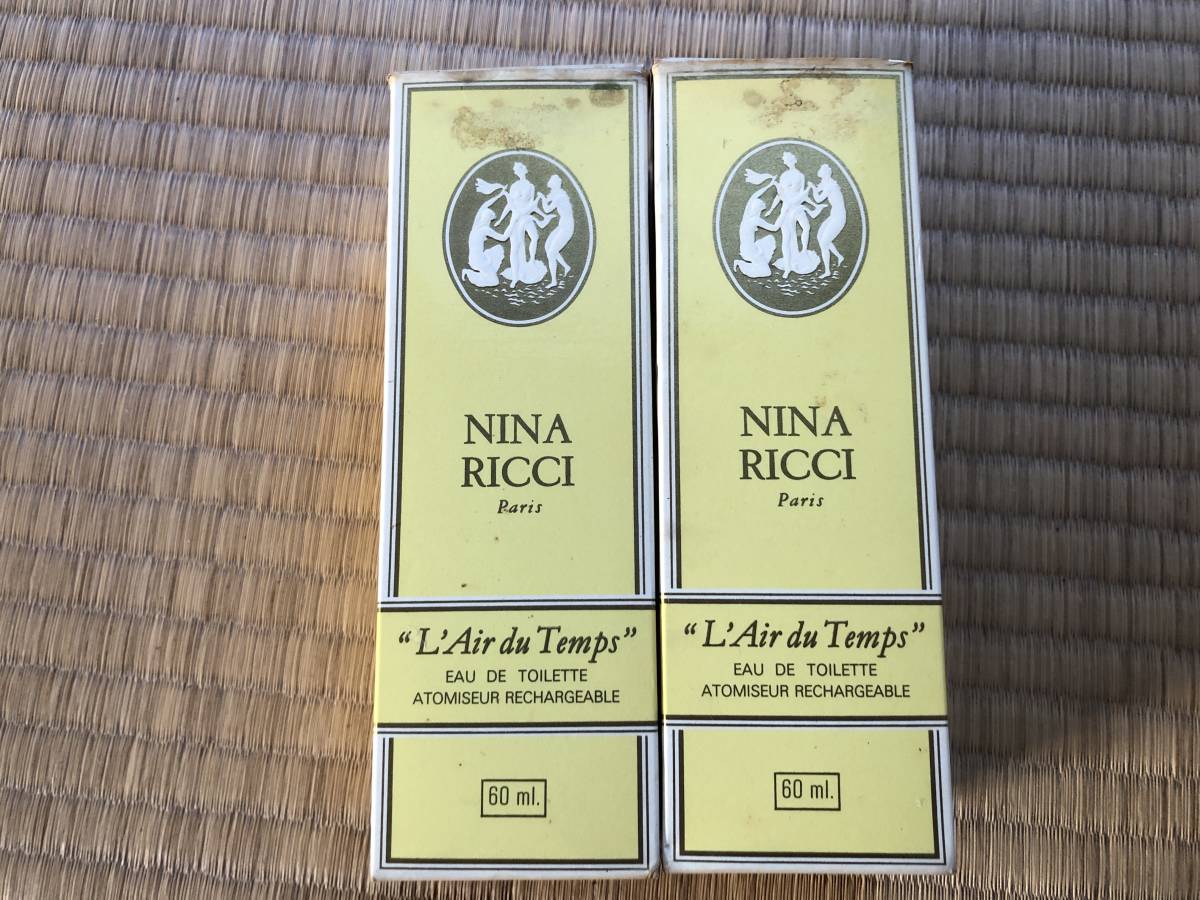 NINA
RICCI
Paris
“L’Air du Temps”
EAU DE TOILETTE
ATOMISEUR RECHARGEABLE
60 ml.
NINA
RICCI
Paris
“L’Air du Temps”
EAU DE TOILETTE
ATOMISEUR RECHARGEABLE
60 ml.